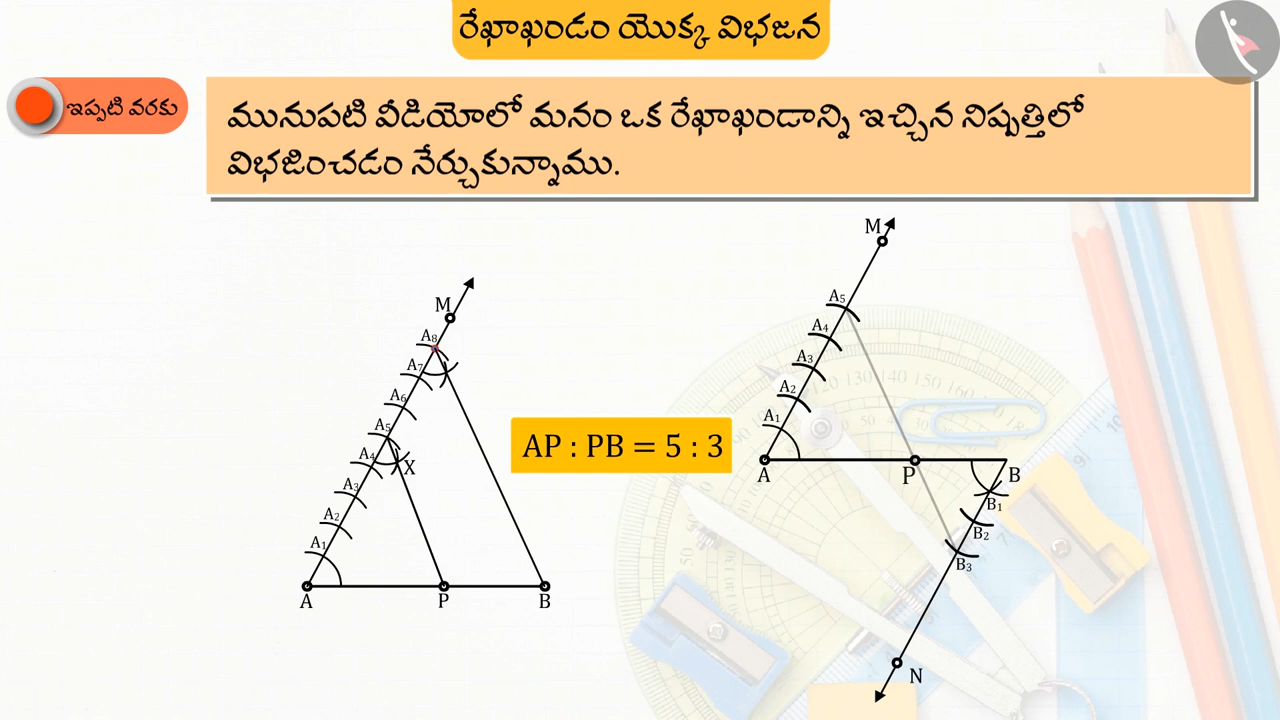 రేఖాఖండం యొక్క విభజన
ఇప్పటి వరకు
మునుపటి వీడియోలో మనం ఒక రేఖాఖండాన్ని ఇచ్చిన నిష్పత్తిలో
విభజించడం నేర్చుకున్నాము.
M
A₈
A₇
A₆
A₅
A₄
X
A₃
A₂
A₁
A
P
B
AP : PB = 5 : 3
M
A₅
A₄
A₃
A₂
A₁
A
P
B
B₁
B₂
B₃
N